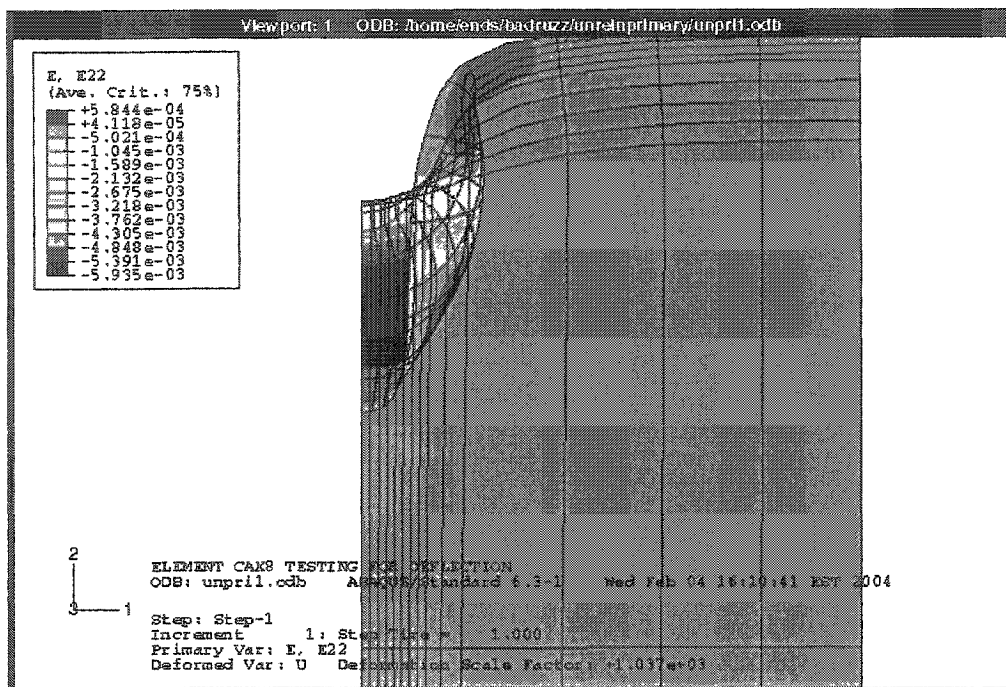 Viewport: 1 ODB: /home/ends/badruzz/unreinprimary/unpri1.odb
E, E22
(Ave. Crit.: 75%)
+5.844e-04
+4.118e-05
-5.021e-04
-1.045e-03
-1.589e-03
-2.132e-03
-2.675e-03
-3.218e-03
-3.762e-03
-4.305e-03
-4.848e-03
-5.391e-03
-5.935e-03
2
3 1
ELEMENT CAX8 TESTING FOR DEFLECTION
ODB: unpri1.odb ABAQUS/Standard 6.3-1 Wed Feb 04 16:10:41 EST 2004
Step: Step-1
Increment 1: Step Time = 1.000
Primary Var: E, E22
Deformed Var: U Deformation Scale Factor: +1.037e+03